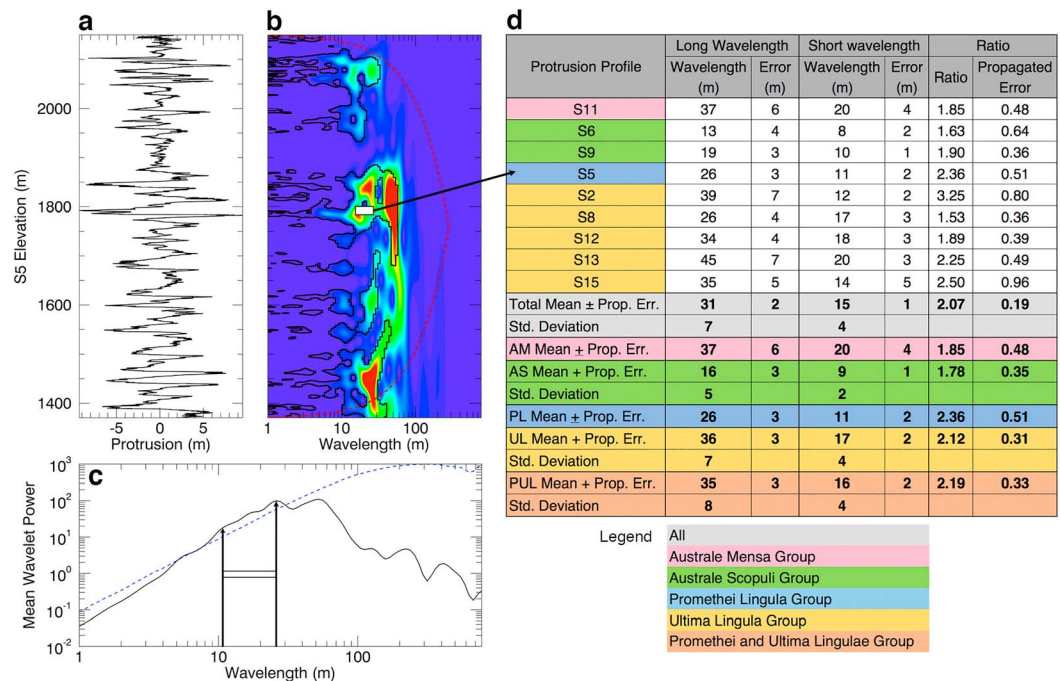 a
b
S5 Elevation (m)
2000
1800
1600
1400
-5 0 5
Protrusion (m)
1 10 100
Wavelength (m)
c
Mean Wavelet Power
10³
10²
10¹
10⁰
10⁻¹
10⁻²
1 10 100
Wavelength (m)
d
Protrusion Profile Long Wavelength Short wavelength Ratio
Wavelength (m) Error (m) Wavelength (m) Error (m) Ratio Propagated Error
S11 37 6 20 4 1.85 0.48
S6 13 4 8 2 1.63 0.64
S9 19 3 10 1 1.90 0.36
S5 26 3 11 2 2.36 0.51
S2 39 7 12 2 3.25 0.80
S8 26 4 17 3 1.53 0.36
S12 34 4 18 3 1.89 0.39
S13 45 7 20 3 2.25 0.49
S15 35 5 14 5 2.50 0.96
Total Mean ± Prop. Err. 31 2 15 1 2.07 0.19
Std. Deviation 7 4
AM Mean ± Prop. Err. 37 6 20 4 1.85 0.48
AS Mean + Prop. Err. 16 3 9 1 1.78 0.35
Std. Deviation 5 2
PL Mean ± Prop. Err. 26 3 11 2 2.36 0.51
UL Mean + Prop. Err. 36 3 17 2 2.12 0.31
Std. Deviation 7 4
PUL Mean + Prop. Err. 35 3 16 2 2.19 0.33
Std. Deviation 8 4
Legend
All
Australe Mensa Group
Australe Scopuli Group
Promethei Lingula Group
Ultima Lingula Group
Promethei and Ultima Lingulae Group